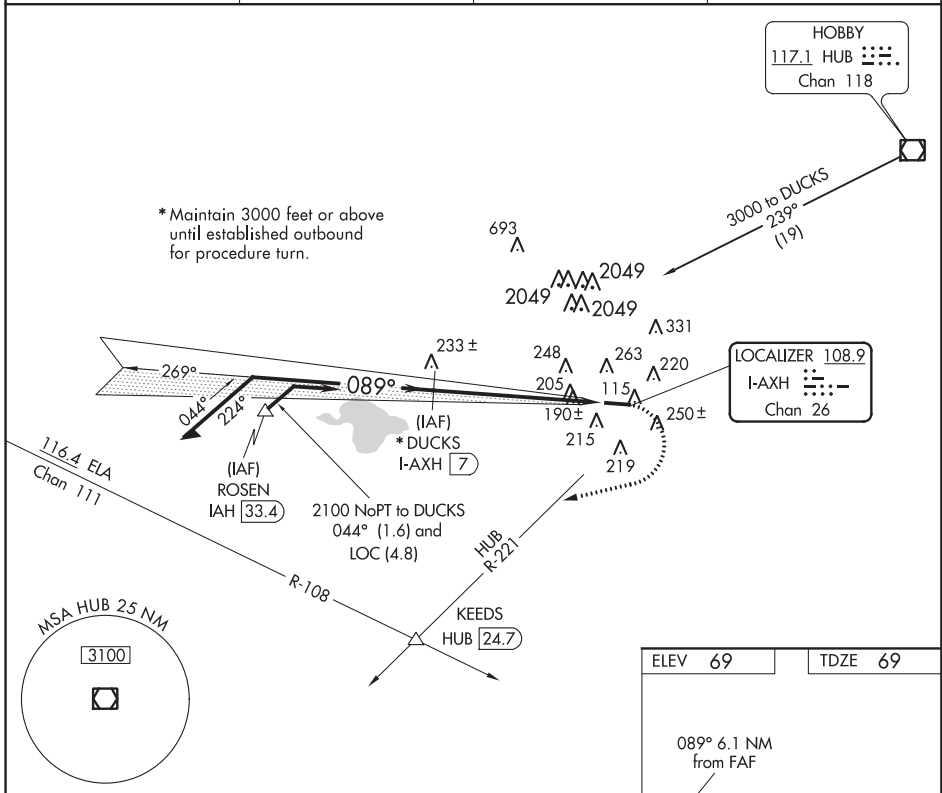 HOBBY
117.1 HUB
Chan 118
3000 to DUCKS
239°
(19)
* Maintain 3000 feet or above
until established outbound
for procedure turn.
693
2049
2049
2049
331
233 ±
248
263
220
LOCALIZER 108.9
I-AXH
Chan 26
269°
089°
205
115
190 ±
250 ±
215
219
044°
224°
(IAF)
* DUCKS
I-AXH 7
(IAF)
ROSEN
IAH 33.4
116.4 ELA
Chan 111
2100 NoPT to DUCKS
044° (1.6) and
LOC (4.8)
HUB
R-221
R-108
KEEDS
HUB 24.7
MSA HUB 25 NM
3100
ELEV 69
TDZE 69
089° 6.1 NM
from FAF